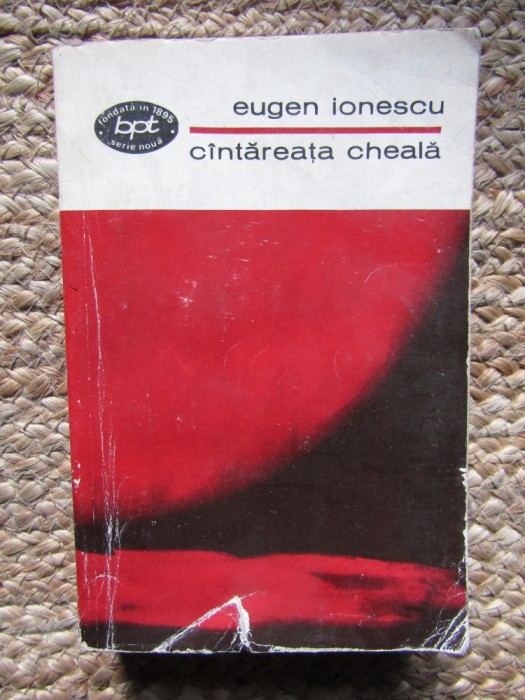 fondată în 1895
bpt
serie nouă
eugen ionescu
cîntăreața cheală